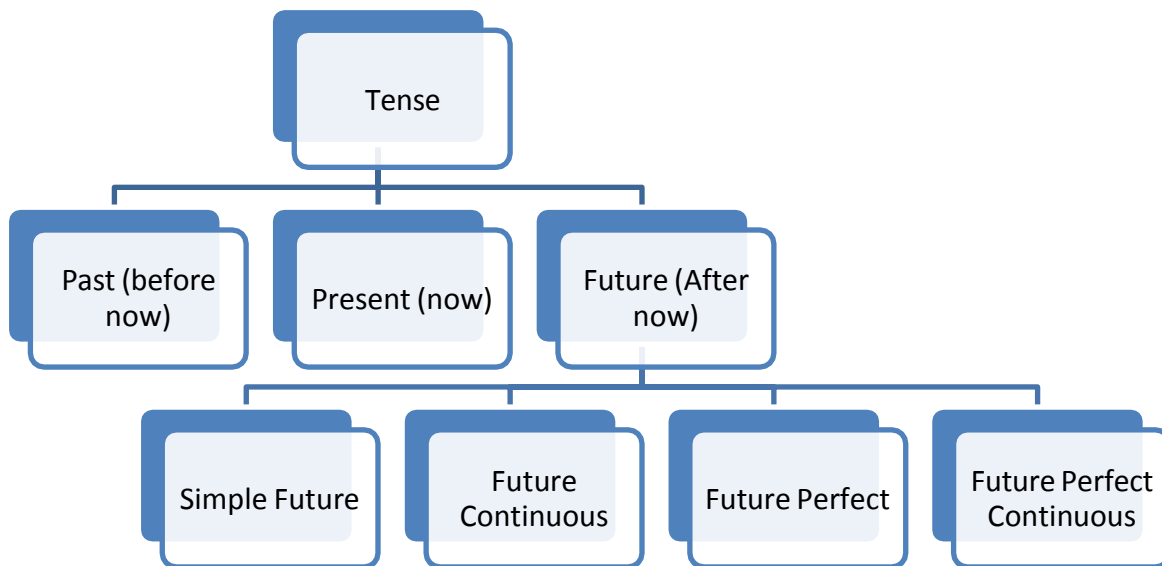 Tense
Past (before
now)
Present (now)
Future (After
now)
Simple Future
Future
Continuous
Future Perfect
Future Perfect
Continuous